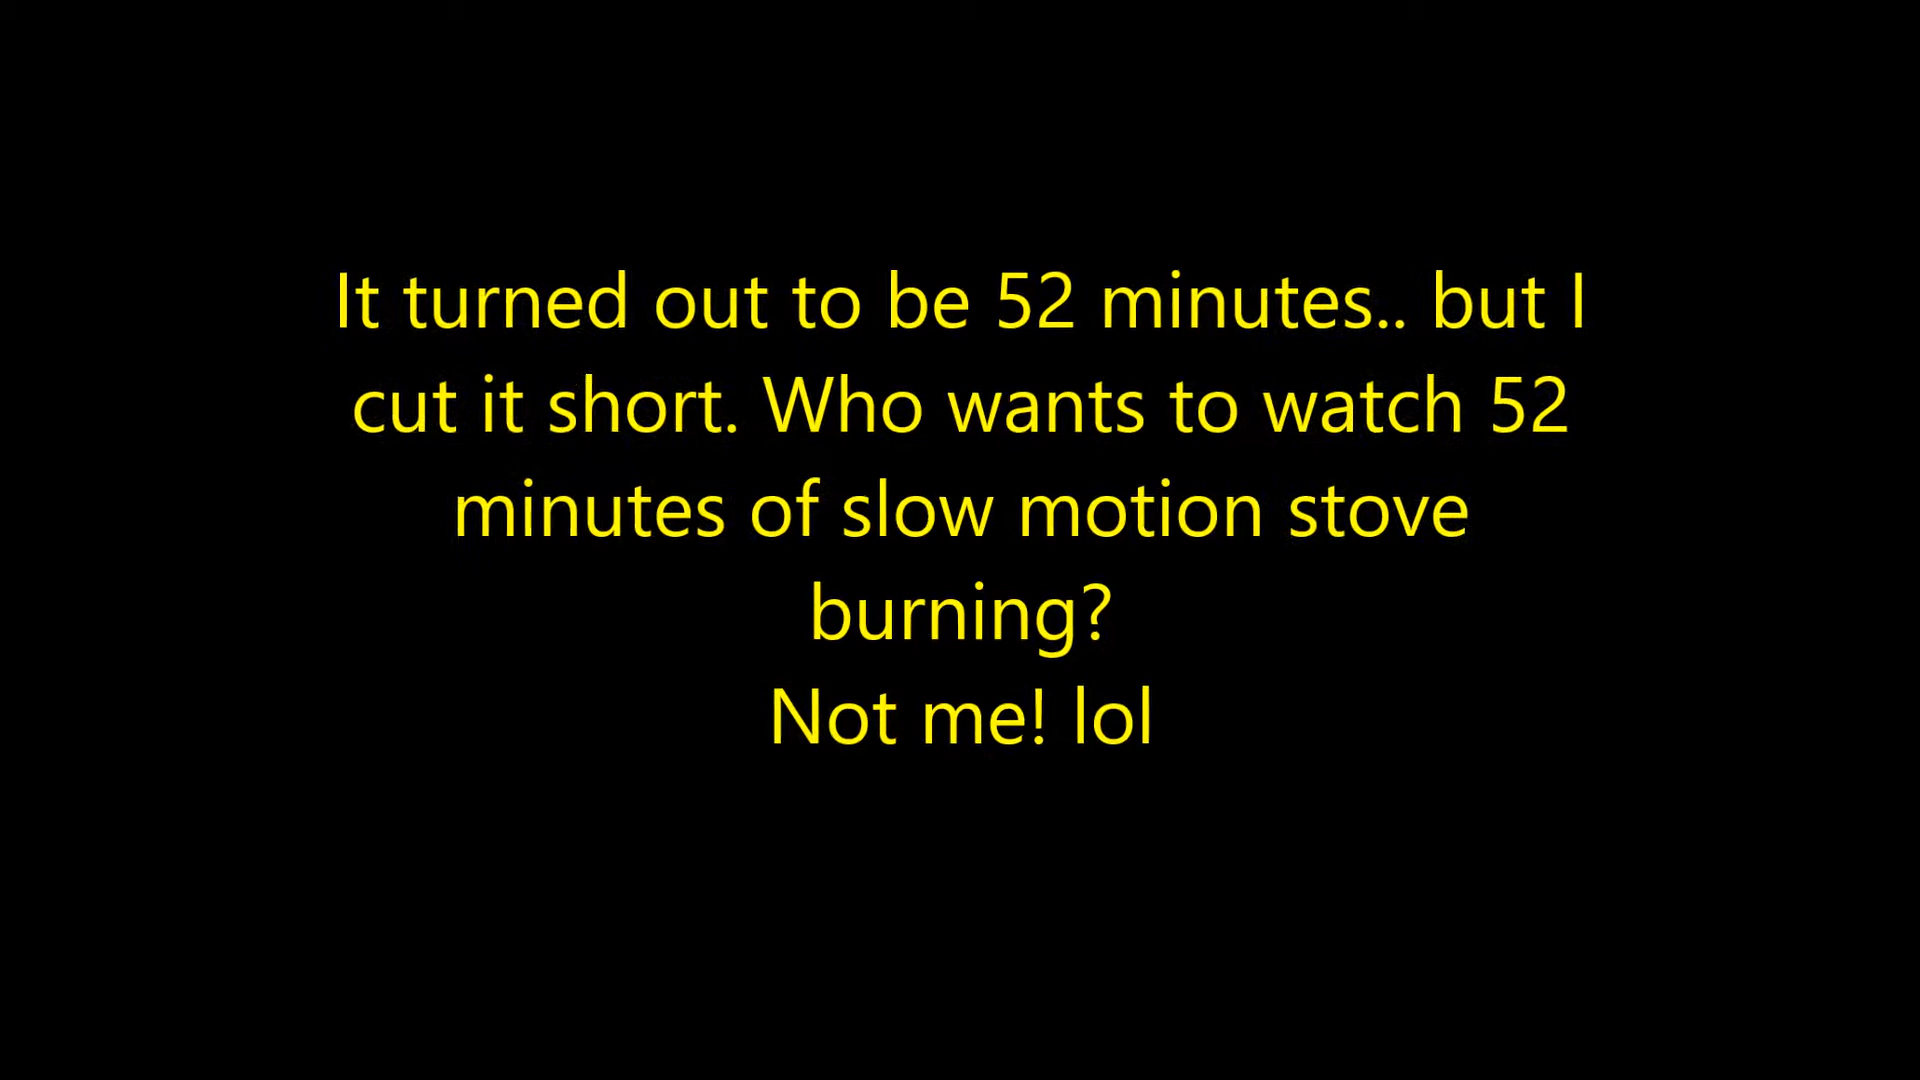 It turned out to be 52 minutes.. but I
cut it short. Who wants to watch 52
minutes of slow motion stove
burning?
Not me! lol